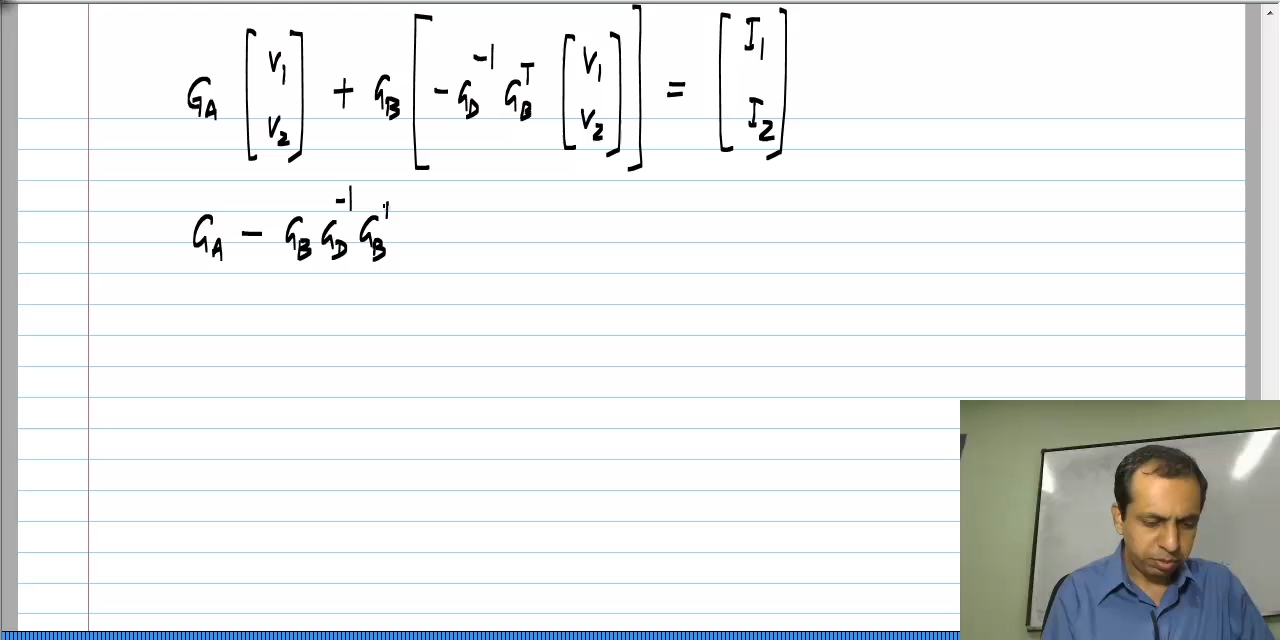 G_A [V_1 V_2] + G_B [-G_D^{-1} G_B^T [V_1 V_2]] = [I_1 I_2]
G_A - G_B G_D^{-1} G_B